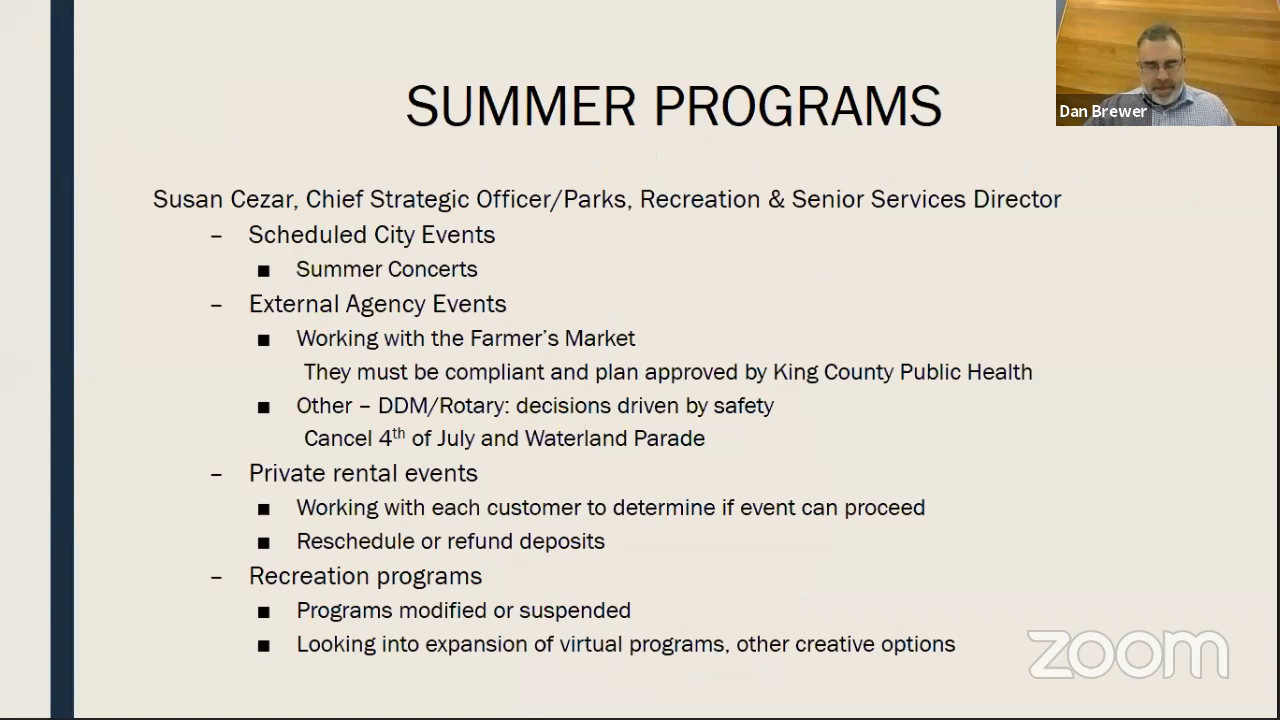 SUMMER PROGRAMS
Dan Brewer
Susan Cezar, Chief Strategic Officer/Parks, Recreation & Senior Services Director
– Scheduled City Events
■ Summer Concerts
– External Agency Events
■ Working with the Farmer’s Market
They must be compliant and plan approved by King County Public Health
■ Other – DDM/Rotary: decisions driven by safety
Cancel 4th of July and Waterland Parade
– Private rental events
■ Working with each customer to determine if event can proceed
■ Reschedule or refund deposits
– Recreation programs
■ Programs modified or suspended
■ Looking into expansion of virtual programs, other creative options
zoom